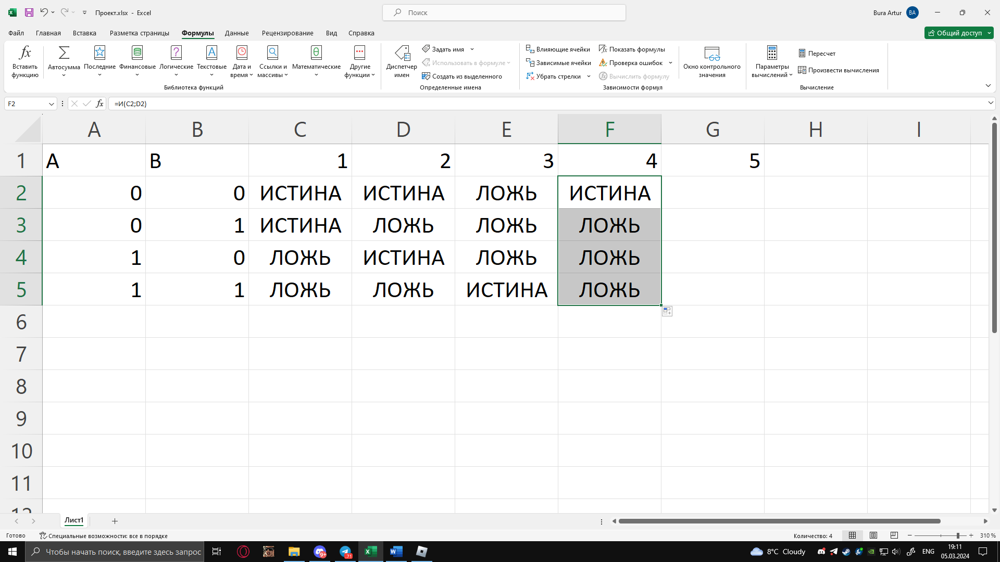 Проект.xlsx - Excel
Поиск
Bura Artur
BA
Файл
Главная
Вставка
Разметка страницы
Формулы
Данные
Рецензирование
Вид
Справка
Общий доступ
Вставить функцию
Автосумма
Последние
Финансовые
Логические
Текстовые
Дата и время
Ссылки и массивы
Математические
Другие функции
Библиотека функций
Диспетчер имен
Задать имя
Использовать в формуле
Создать из выделенного
Определенные имена
Влияющие ячейки
Зависимые ячейки
Убрать стрелки
Показать формулы
Проверка ошибок
Вычислить формулу
Зависимости формул
Окно контрольного значения
Параметры вычислений
Пересчет
Произвести вычисления
Вычисление
F2
fx
=И(C2;D2)
A B C D E F G H I
1 A B 1 2 3 4 5
2 0 0 ИСТИНА ИСТИНА ЛОЖЬ ИСТИНА
3 0 1 ИСТИНА ЛОЖЬ ЛОЖЬ ЛОЖЬ
4 1 0 ЛОЖЬ ИСТИНА ЛОЖЬ ЛОЖЬ
5 1 1 ЛОЖЬ ЛОЖЬ ИСТИНА ЛОЖЬ
6
7
8
9
10
11
12
Лист1
Готово
Специальные возможности: все в порядке
Количество: 4
310 %
Чтобы начать поиск, введите здесь запрос
9+
71
8°C Cloudy
ENG
19:11
05.03.2024